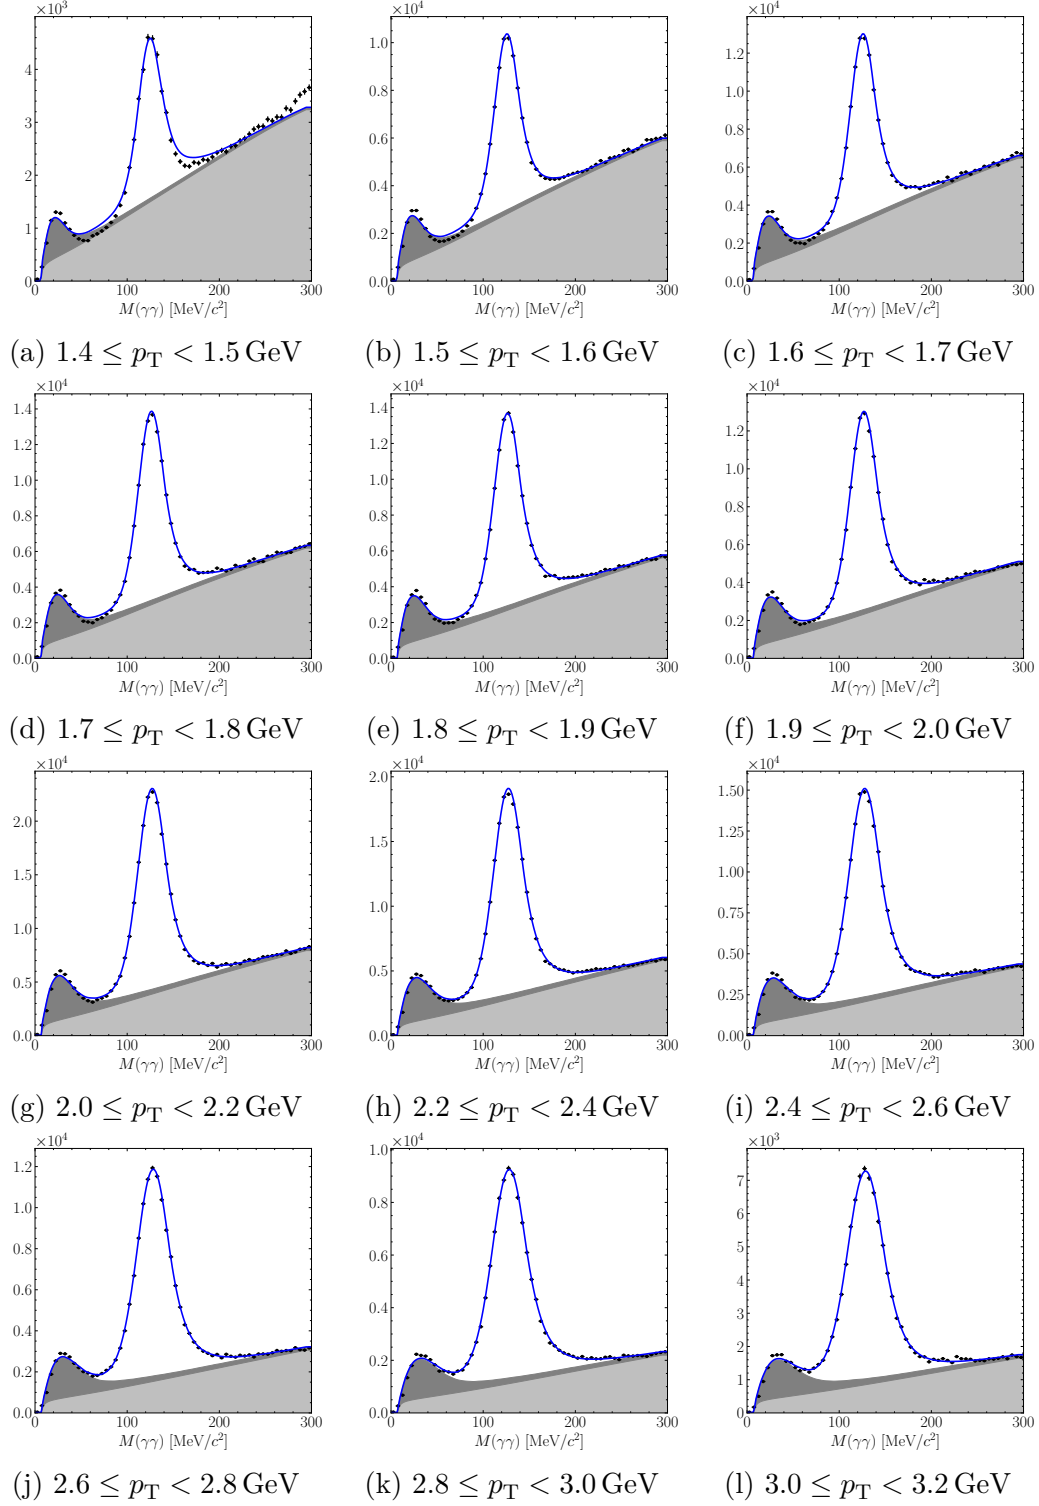 ×10³
4
3
2
1
0
0 100 200 300
M(γγ) [MeV/c²]
(a) 1.4 ≤ p_T < 1.5 GeV
×10⁴
1.0
0.8
0.6
0.4
0.2
0.0
0 100 200 300
M(γγ) [MeV/c²]
(b) 1.5 ≤ p_T < 1.6 GeV
×10⁴
1.2
1.0
0.8
0.6
0.4
0.2
0.0
0 100 200 300
M(γγ) [MeV/c²]
(c) 1.6 ≤ p_T < 1.7 GeV
×10⁴
1.4
1.2
1.0
0.8
0.6
0.4
0.2
0.0
0 100 200 300
M(γγ) [MeV/c²]
(d) 1.7 ≤ p_T < 1.8 GeV
×10⁴
1.4
1.2
1.0
0.8
0.6
0.4
0.2
0.0
0 100 200 300
M(γγ) [MeV/c²]
(e) 1.8 ≤ p_T < 1.9 GeV
×10⁴
1.2
1.0
0.8
0.6
0.4
0.2
0.0
0 100 200 300
M(γγ) [MeV/c²]
(f) 1.9 ≤ p_T < 2.0 GeV
×10⁴
2.0
1.5
1.0
0.5
0.0
0 100 200 300
M(γγ) [MeV/c²]
(g) 2.0 ≤ p_T < 2.2 GeV
×10⁴
2.0
1.5
1.0
0.5
0.0
0 100 200 300
M(γγ) [MeV/c²]
(h) 2.2 ≤ p_T < 2.4 GeV
×10⁴
1.50
1.25
1.00
0.75
0.50
0.25
0.00
0 100 200 300
M(γγ) [MeV/c²]
(i) 2.4 ≤ p_T < 2.6 GeV
×10⁴
1.2
1.0
0.8
0.6
0.4
0.2
0.0
0 100 200 300
M(γγ) [MeV/c²]
(j) 2.6 ≤ p_T < 2.8 GeV
×10⁴
1.0
0.8
0.6
0.4
0.2
0.0
0 100 200 300
M(γγ) [MeV/c²]
(k) 2.8 ≤ p_T < 3.0 GeV
×10³
7
6
5
4
3
2
1
0
0 100 200 300
M(γγ) [MeV/c²]
(l) 3.0 ≤ p_T < 3.2 GeV